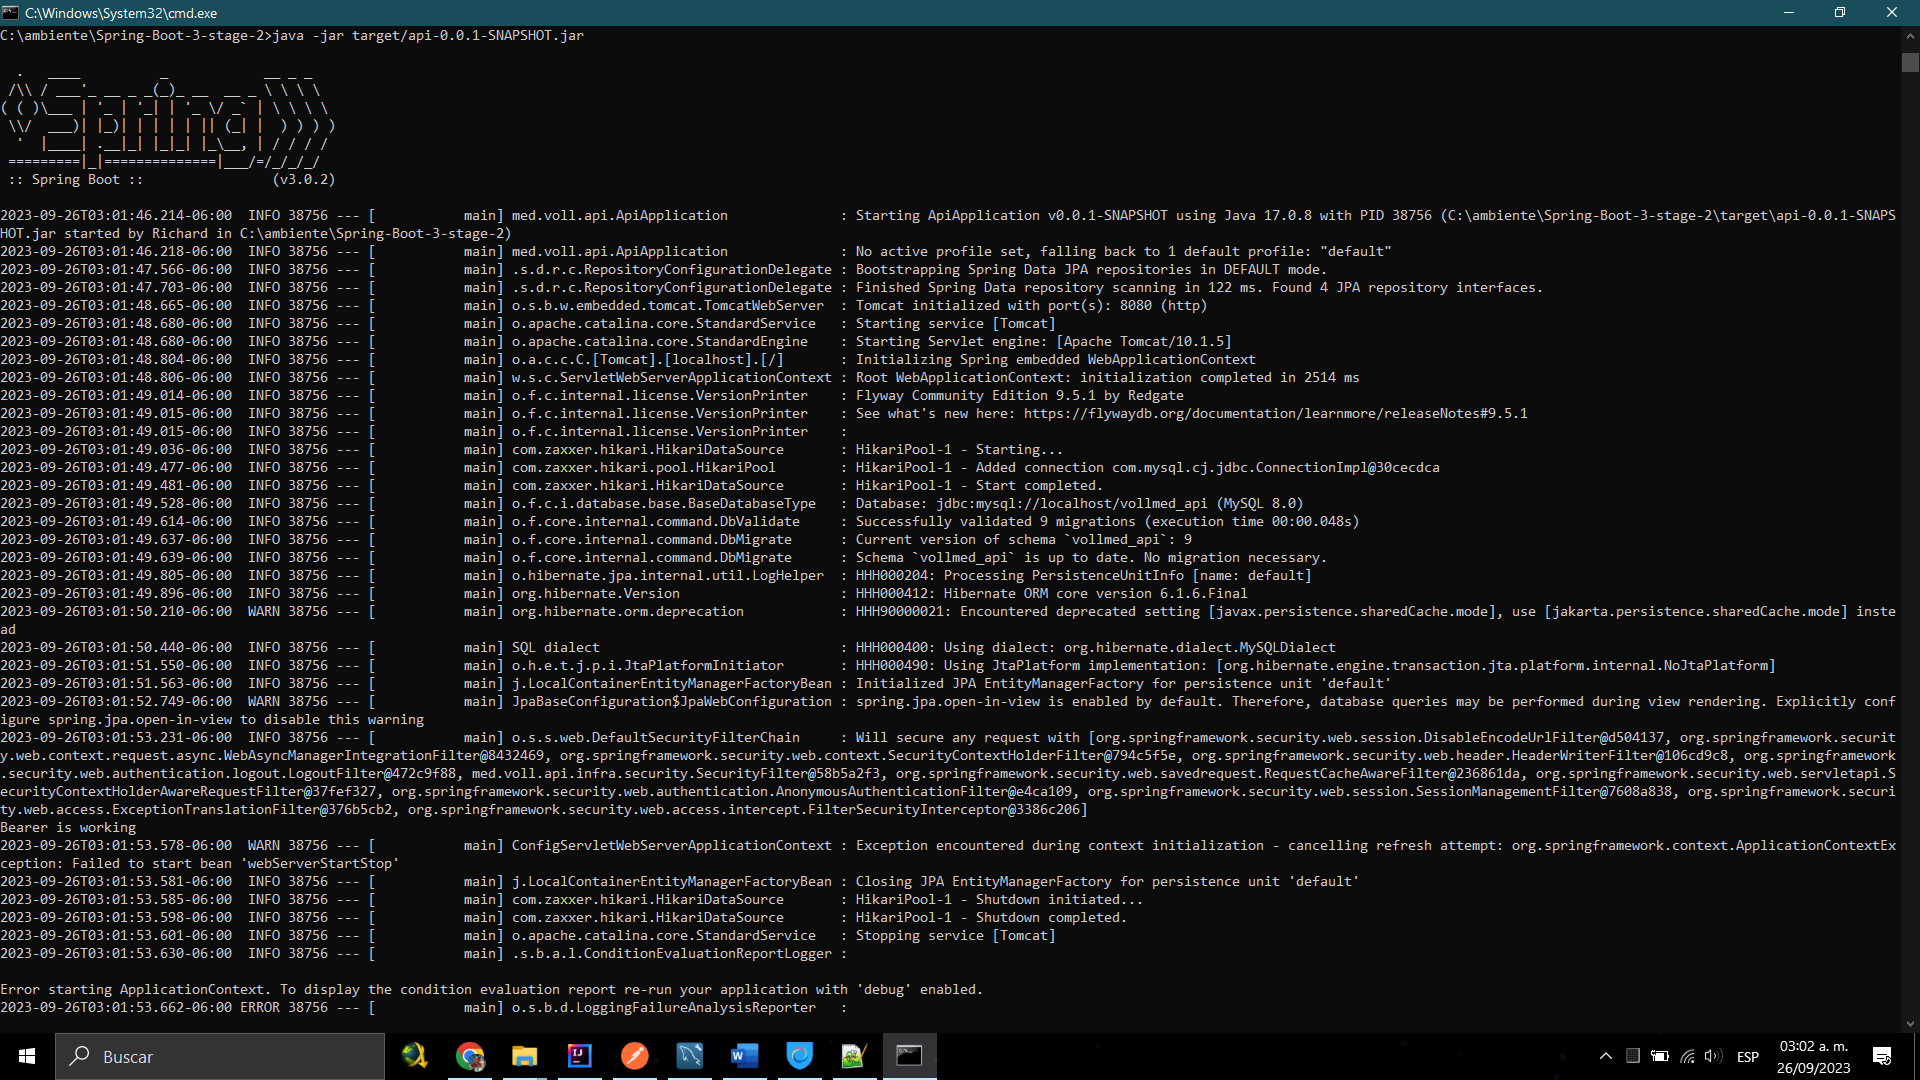 C:\Windows\System32\cmd.exe
C:\ambiente\Spring-Boot-3-stage-2>java -jar target/api-0.0.1-SNAPSHOT.jar
  .   ____          _            __ _ _
 /\\ / ___'_ __ _ _(_)_ __  __ _ \ \ \ \
( ( )\___ | '_ | '_| | '_ \/ _` | \ \ \ \
 \\/  ___)| |_)| | | | | || (_| |  ) ) ) )
  '  |____| .__|_| |_|_| |_\__, | / / / /
 =========|_|==============|___/=/_/_/_/
 :: Spring Boot ::                (v3.0.2)
2023-09-26T03:01:46.214-06:00  INFO 38756 --- [           main] med.voll.api.ApiApplication              : Starting ApiApplication v0.0.1-SNAPSHOT using Java 17.0.8 with PID 38756 (C:\ambiente\Spring-Boot-3-stage-2\target\api-0.0.1-SNAPS
HOT.jar started by Richard in C:\ambiente\Spring-Boot-3-stage-2)
2023-09-26T03:01:46.218-06:00  INFO 38756 --- [           main] med.voll.api.ApiApplication              : No active profile set, falling back to 1 default profile: "default"
2023-09-26T03:01:47.566-06:00  INFO 38756 --- [           main] .s.d.r.c.RepositoryConfigurationDelegate : Bootstrapping Spring Data JPA repositories in DEFAULT mode.
2023-09-26T03:01:47.703-06:00  INFO 38756 --- [           main] .s.d.r.c.RepositoryConfigurationDelegate : Finished Spring Data repository scanning in 122 ms. Found 4 JPA repository interfaces.
2023-09-26T03:01:48.665-06:00  INFO 38756 --- [           main] o.s.b.w.embedded.tomcat.TomcatWebServer  : Tomcat initialized with port(s): 8080 (http)
2023-09-26T03:01:48.680-06:00  INFO 38756 --- [           main] o.apache.catalina.core.StandardService   : Starting service [Tomcat]
2023-09-26T03:01:48.680-06:00  INFO 38756 --- [           main] o.apache.catalina.core.StandardEngine    : Starting Servlet engine: [Apache Tomcat/10.1.5]
2023-09-26T03:01:48.804-06:00  INFO 38756 --- [           main] o.a.c.c.C.[Tomcat].[localhost].[/]       : Initializing Spring embedded WebApplicationContext
2023-09-26T03:01:48.806-06:00  INFO 38756 --- [           main] w.s.c.ServletWebServerApplicationContext : Root WebApplicationContext: initialization completed in 2514 ms
2023-09-26T03:01:49.014-06:00  INFO 38756 --- [           main] o.f.c.internal.license.VersionPrinter    : Flyway Community Edition 9.5.1 by Redgate
2023-09-26T03:01:49.015-06:00  INFO 38756 --- [           main] o.f.c.internal.license.VersionPrinter    : See what's new here: https://flywaydb.org/documentation/learnmore/releaseNotes#9.5.1
2023-09-26T03:01:49.015-06:00  INFO 38756 --- [           main] o.f.c.internal.license.VersionPrinter    :
2023-09-26T03:01:49.036-06:00  INFO 38756 --- [           main] com.zaxxer.hikari.HikariDataSource       : HikariPool-1 - Starting...
2023-09-26T03:01:49.477-06:00  INFO 38756 --- [           main] com.zaxxer.hikari.pool.HikariPool        : HikariPool-1 - Added connection com.mysql.cj.jdbc.ConnectionImpl@30cecdca
2023-09-26T03:01:49.481-06:00  INFO 38756 --- [           main] com.zaxxer.hikari.HikariDataSource       : HikariPool-1 - Start completed.
2023-09-26T03:01:49.528-06:00  INFO 38756 --- [           main] o.f.c.i.database.base.BaseDatabaseType   : Database: jdbc:mysql://localhost/vollmed_api (MySQL 8.0)
2023-09-26T03:01:49.614-06:00  INFO 38756 --- [           main] o.f.core.internal.command.DbValidate     : Successfully validated 9 migrations (execution time 00:00.048s)
2023-09-26T03:01:49.637-06:00  INFO 38756 --- [           main] o.f.core.internal.command.DbMigrate      : Current version of schema `vollmed_api`: 9
2023-09-26T03:01:49.639-06:00  INFO 38756 --- [           main] o.f.core.internal.command.DbMigrate      : Schema `vollmed_api` is up to date. No migration necessary.
2023-09-26T03:01:49.805-06:00  INFO 38756 --- [           main] o.hibernate.jpa.internal.util.LogHelper  : HHH000204: Processing PersistenceUnitInfo [name: default]
2023-09-26T03:01:49.896-06:00  INFO 38756 --- [           main] org.hibernate.Version                    : HHH000412: Hibernate ORM core version 6.1.6.Final
2023-09-26T03:01:50.210-06:00  WARN 38756 --- [           main] org.hibernate.orm.deprecation            : HHH90000021: Encountered deprecated setting [javax.persistence.sharedCache.mode], use [jakarta.persistence.sharedCache.mode] inste
ad
2023-09-26T03:01:50.440-06:00  INFO 38756 --- [           main] SQL dialect                              : HHH000400: Using dialect: org.hibernate.dialect.MySQLDialect
2023-09-26T03:01:51.550-06:00  INFO 38756 --- [           main] o.h.e.t.j.p.i.JtaPlatformInitiator       : HHH000490: Using JtaPlatform implementation: [org.hibernate.engine.transaction.jta.platform.internal.NoJtaPlatform]
2023-09-26T03:01:51.563-06:00  INFO 38756 --- [           main] j.LocalContainerEntityManagerFactoryBean : Initialized JPA EntityManagerFactory for persistence unit 'default'
2023-09-26T03:01:52.749-06:00  WARN 38756 --- [           main] JpaBaseConfiguration$JpaWebConfiguration : spring.jpa.open-in-view is enabled by default. Therefore, database queries may be performed during view rendering. Explicitly conf
igure spring.jpa.open-in-view to disable this warning
2023-09-26T03:01:53.231-06:00  INFO 38756 --- [           main] o.s.s.web.DefaultSecurityFilterChain     : Will secure any request with [org.springframework.security.web.session.DisableEncodeUrlFilter@d504137, org.springframework.securit
y.web.context.request.async.WebAsyncManagerIntegrationFilter@8432469, org.springframework.security.web.context.SecurityContextHolderFilter@794c5f5e, org.springframework.security.web.header.HeaderWriterFilter@106cd9c8, org.springframework
.security.web.authentication.logout.LogoutFilter@472c9f88, med.voll.api.infra.security.SecurityFilter@58b5a2f3, org.springframework.security.web.savedrequest.RequestCacheAwareFilter@236861da, org.springframework.security.web.servletapi.S
ecurityContextHolderAwareRequestFilter@37fef327, org.springframework.security.web.authentication.AnonymousAuthenticationFilter@e4ca109, org.springframework.security.web.session.SessionManagementFilter@7608a838, org.springframework.securi
ty.web.access.ExceptionTranslationFilter@376b5cb2, org.springframework.security.web.access.intercept.FilterSecurityInterceptor@3386c206]
Bearer is working
2023-09-26T03:01:53.578-06:00  WARN 38756 --- [           main] ConfigServletWebServerApplicationContext : Exception encountered during context initialization - cancelling refresh attempt: org.springframework.context.ApplicationContextEx
ception: Failed to start bean 'webServerStartStop'
2023-09-26T03:01:53.581-06:00  INFO 38756 --- [           main] j.LocalContainerEntityManagerFactoryBean : Closing JPA EntityManagerFactory for persistence unit 'default'
2023-09-26T03:01:53.585-06:00  INFO 38756 --- [           main] com.zaxxer.hikari.HikariDataSource       : HikariPool-1 - Shutdown initiated...
2023-09-26T03:01:53.598-06:00  INFO 38756 --- [           main] com.zaxxer.hikari.HikariDataSource       : HikariPool-1 - Shutdown completed.
2023-09-26T03:01:53.601-06:00  INFO 38756 --- [           main] o.apache.catalina.core.StandardService   : Stopping service [Tomcat]
2023-09-26T03:01:53.630-06:00  INFO 38756 --- [           main] .s.b.a.l.ConditionEvaluationReportLogger :
Error starting ApplicationContext. To display the condition evaluation report re-run your application with 'debug' enabled.
2023-09-26T03:01:53.662-06:00 ERROR 38756 --- [           main] o.s.b.d.LoggingFailureAnalysisReporter   :
Buscar
ESP
03:02 a. m.
26/09/2023